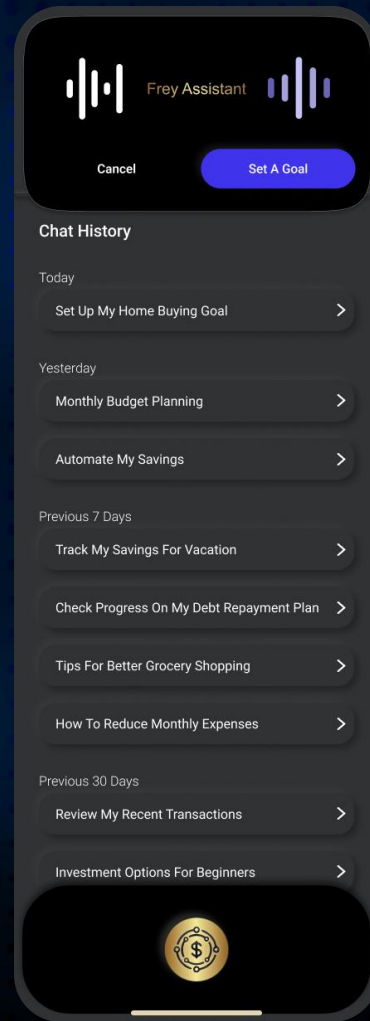 Frey Assistant
Cancel
Set A Goal
Chat History
Today
Set Up My Home Buying Goal
Yesterday
Monthly Budget Planning
Automate My Savings
Previous 7 Days
Track My Savings For Vacation
Check Progress On My Debt Repayment Plan
Tips For Better Grocery Shopping
How To Reduce Monthly Expenses
Previous 30 Days
Review My Recent Transactions
Investment Options For Beginners
$